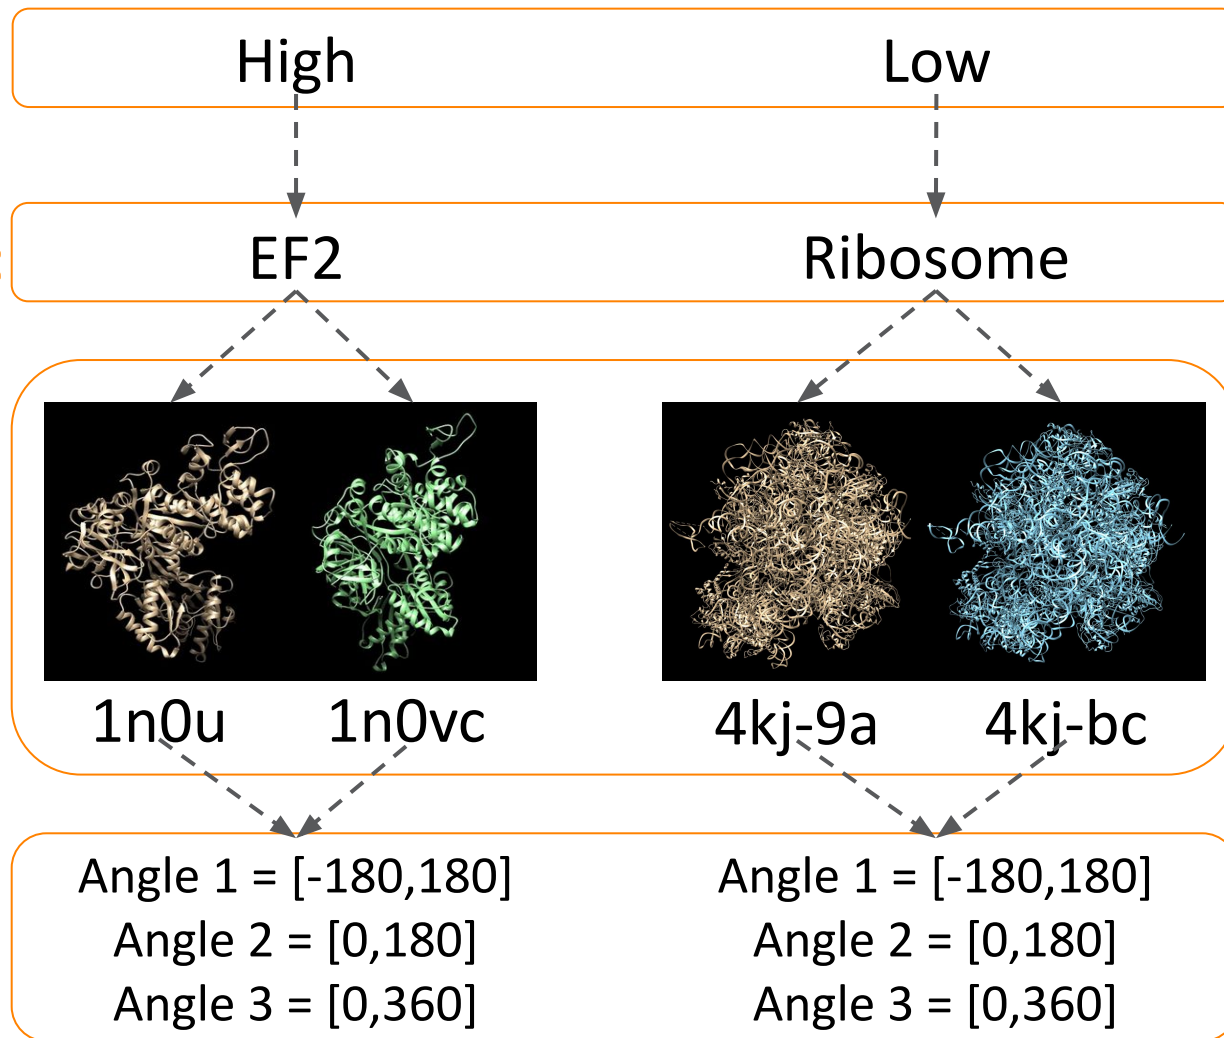 High
Low
EF2
Ribosome
1n0u
1n0vc
4kj-9a
4kj-bc
Angle 1 = [-180,180]
Angle 2 = [0,180]
Angle 3 = [0,360]
Angle 1 = [-180,180]
Angle 2 = [0,180]
Angle 3 = [0,360]